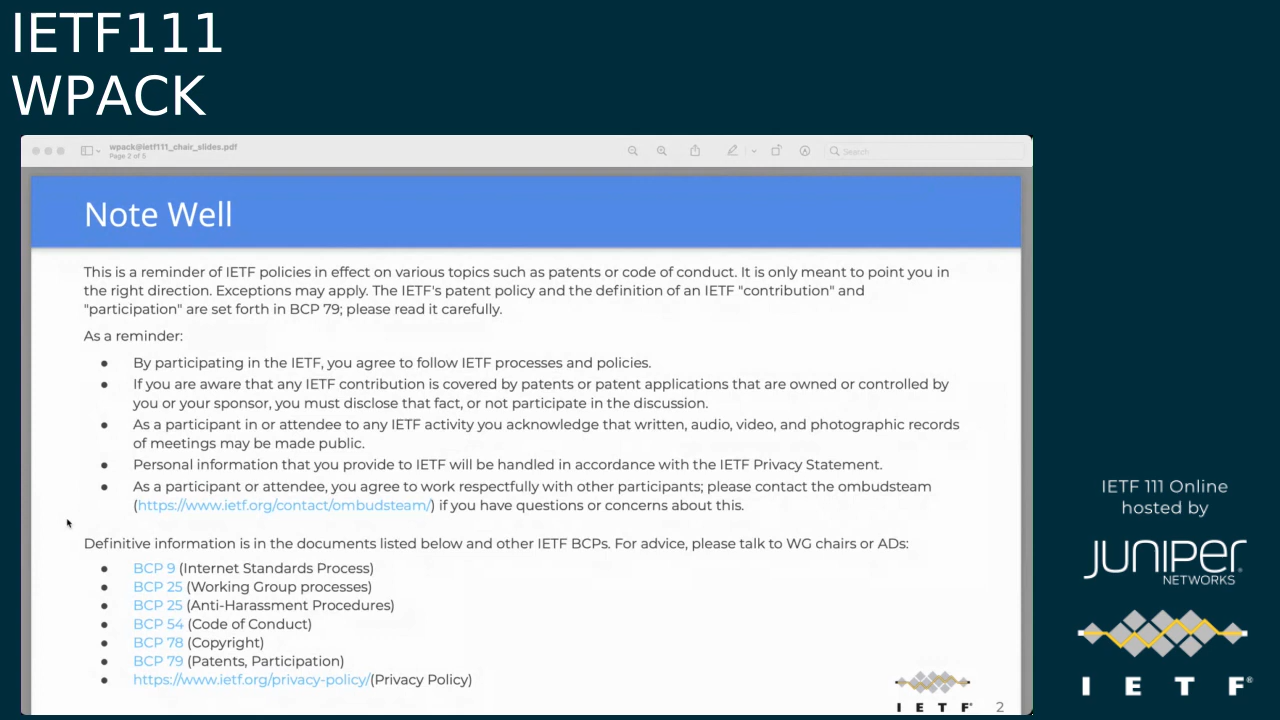 IETF111
WPACK
wpack@ietf111_chair_slides.pdf
Page 2 of 5
Search
Note Well
This is a reminder of IETF policies in effect on various topics such as patents or code of conduct. It is only meant to point you in
the right direction. Exceptions may apply. The IETF's patent policy and the definition of an IETF "contribution" and
"participation" are set forth in BCP 79; please read it carefully.
As a reminder:
● By participating in the IETF, you agree to follow IETF processes and policies.
● If you are aware that any IETF contribution is covered by patents or patent applications that are owned or controlled by
you or your sponsor, you must disclose that fact, or not participate in the discussion.
● As a participant in or attendee to any IETF activity you acknowledge that written, audio, video, and photographic records
of meetings may be made public.
● Personal information that you provide to IETF will be handled in accordance with the IETF Privacy Statement.
● As a participant or attendee, you agree to work respectfully with other participants; please contact the ombudsteam
(https://www.ietf.org/contact/ombudsteam/) if you have questions or concerns about this.
Definitive information is in the documents listed below and other IETF BCPs. For advice, please talk to WG chairs or ADs:
● BCP 9 (Internet Standards Process)
● BCP 25 (Working Group processes)
● BCP 25 (Anti-Harassment Procedures)
● BCP 54 (Code of Conduct)
● BCP 78 (Copyright)
● BCP 79 (Patents, Participation)
● https://www.ietf.org/privacy-policy/(Privacy Policy)
I E T F®
2
IETF 111 Online
hosted by
JUNIPER
NETWORKS
I E T F®